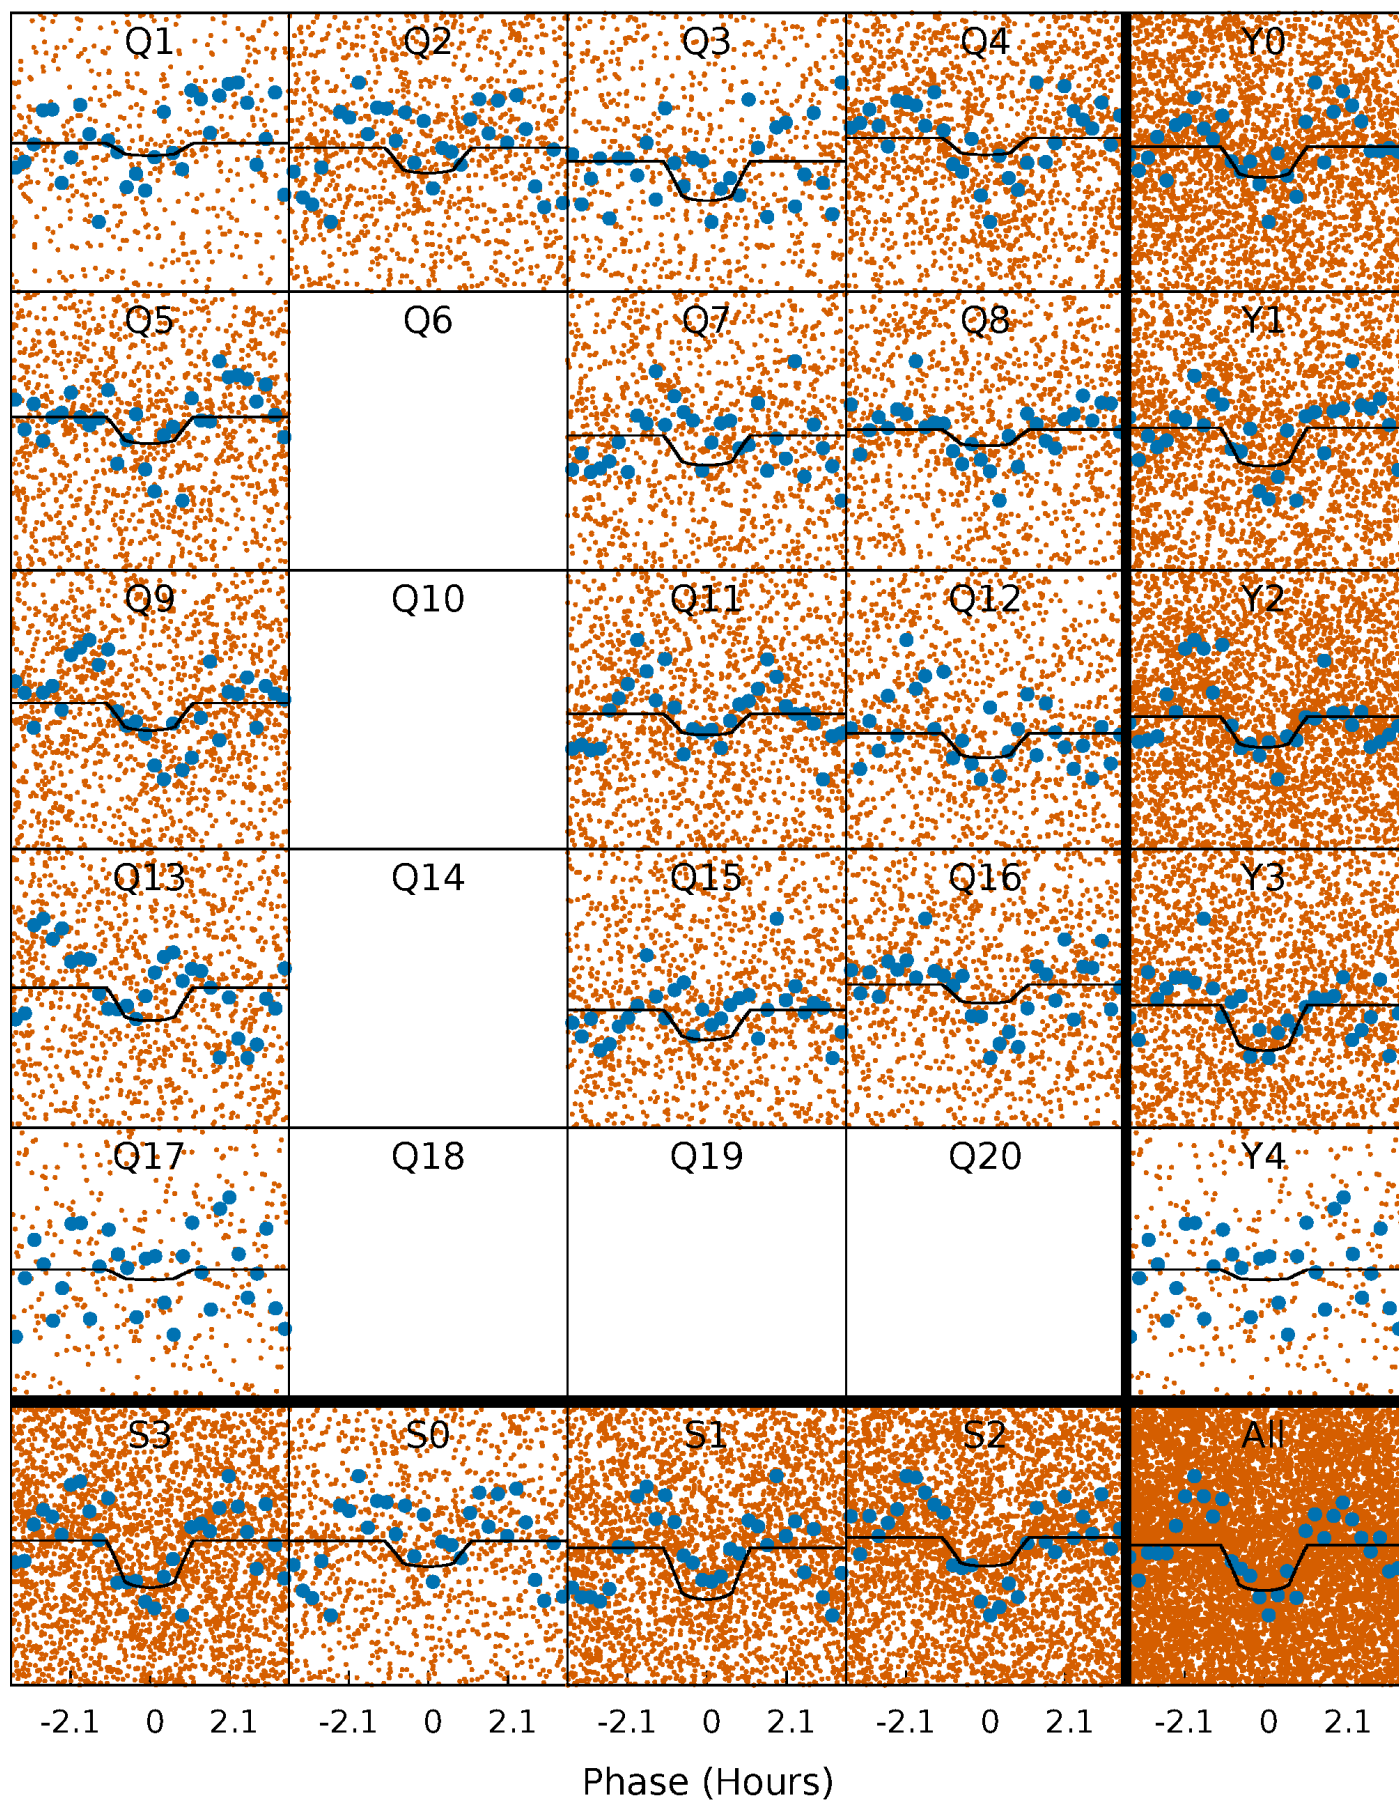 Q1 Q2 Q3 Q4 Y0
Q5 Q6 Q7 Q8 Y1
Q9 Q10 Q11 Q12 Y2
Q13 Q14 Q15 Q16 Y3
Q17 Q18 Q19 Q20 Y4
S3 S0 S1 S2 All
-2.1 0 2.1 -2.1 0 2.1 -2.1 0 2.1 -2.1 0 2.1 -2.1 0 2.1
Phase (Hours)